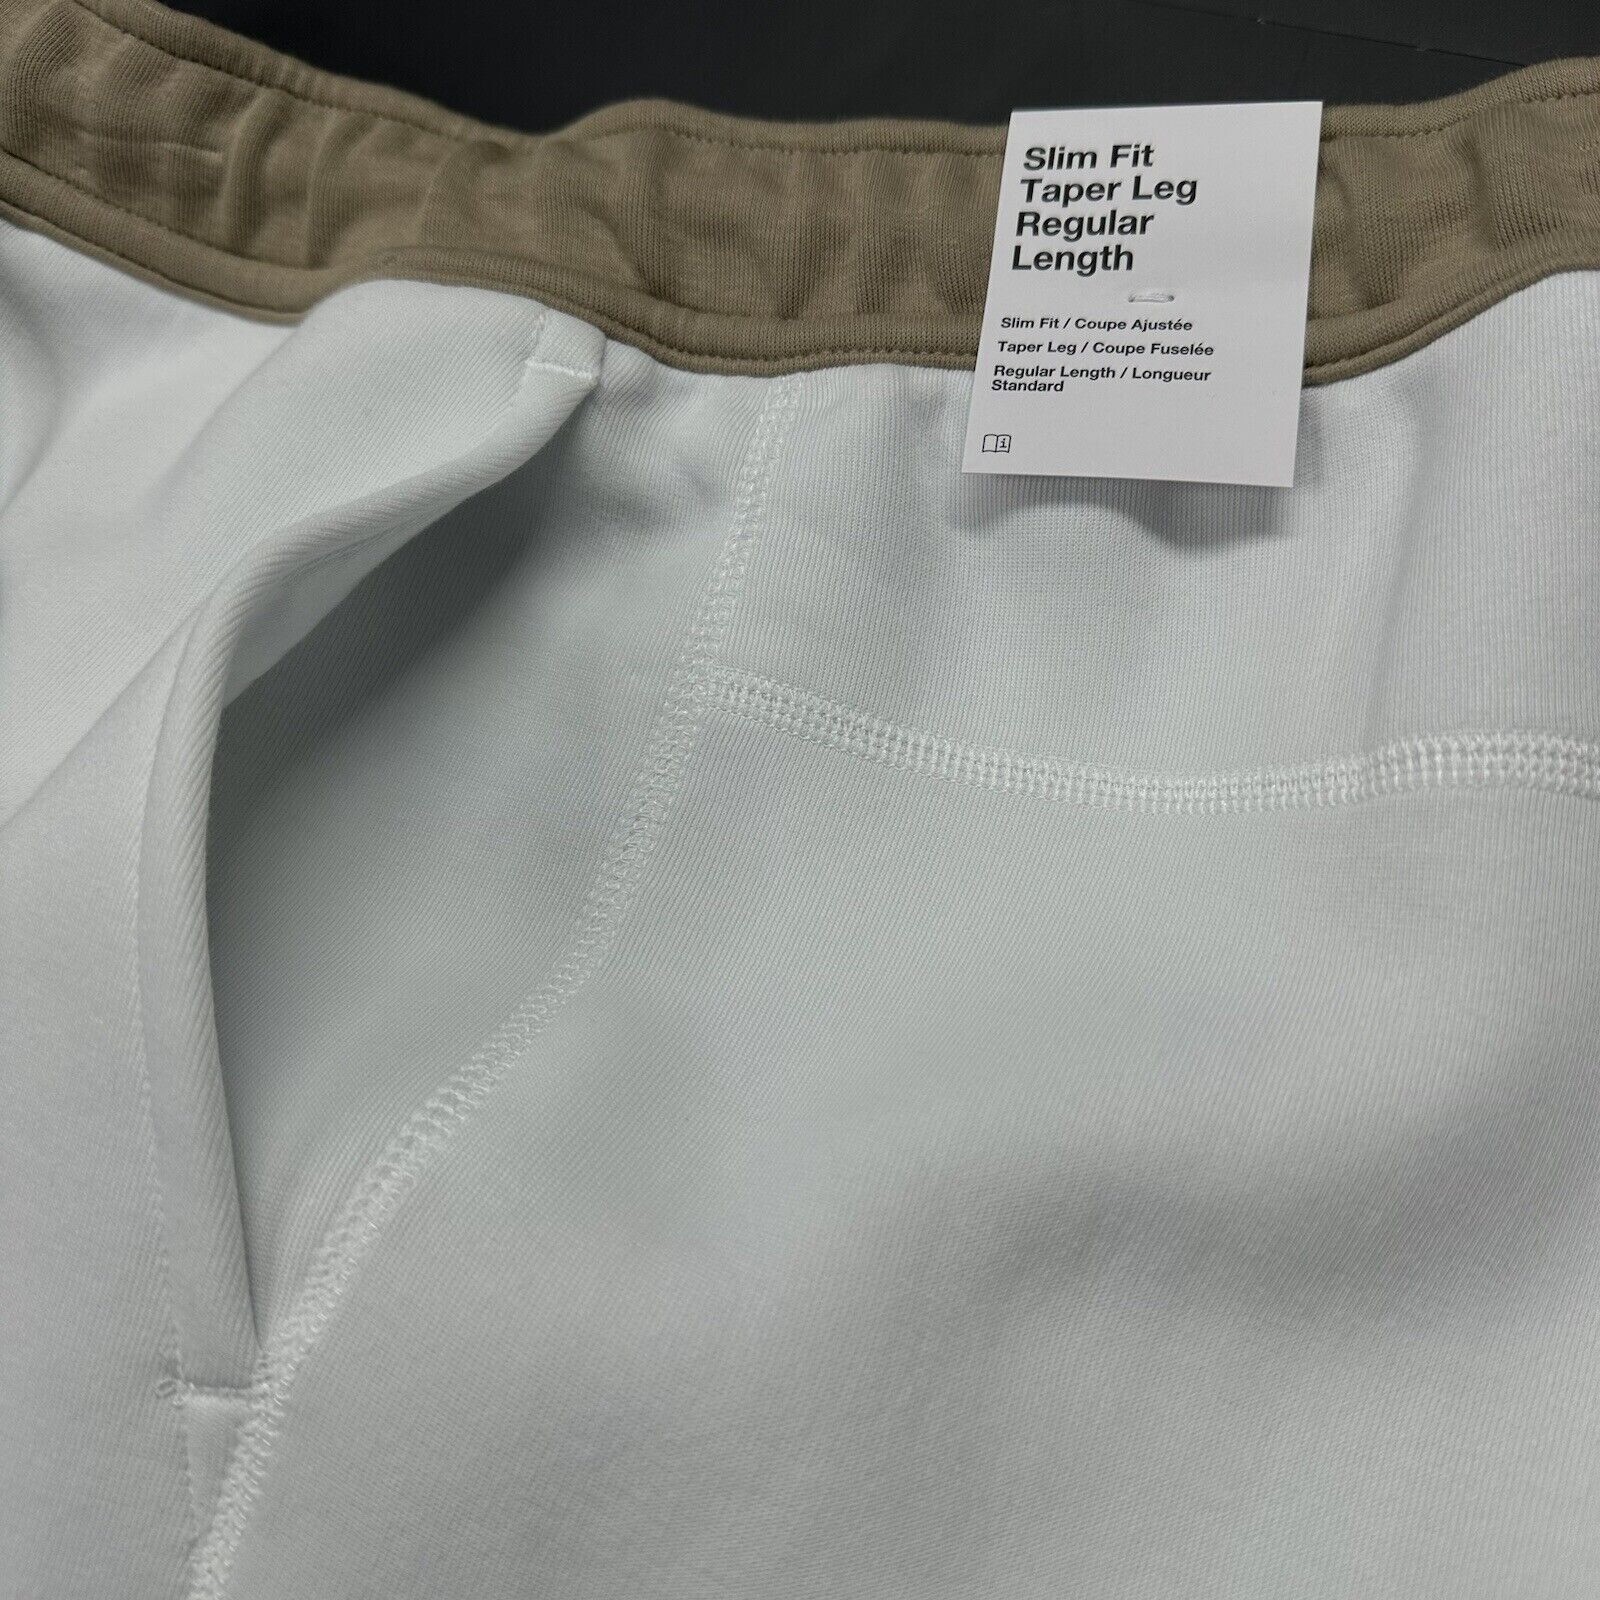 Slim Fit
Taper Leg
Regular
Length
Slim Fit / Coupe Ajustée
Taper Leg / Coupe Fuselée
Regular Length / Longueur
Standard
i